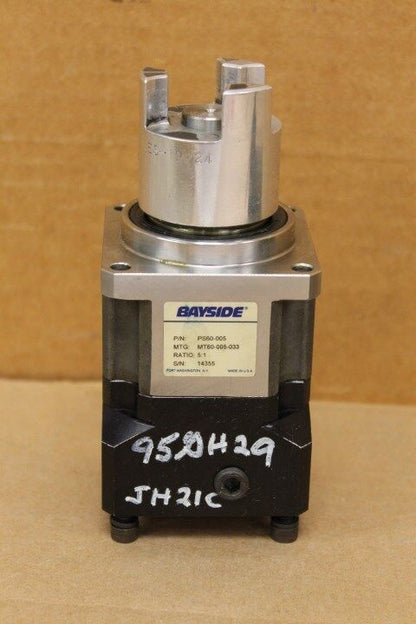 BAYSIDE®
P/N: PS60-005
MTG: MT60-005-033
RATIO: 5:1
S/N: 14355
PORT WASHINGTON, N.Y. MADE IN U.S.A.
95DH29
JH21C